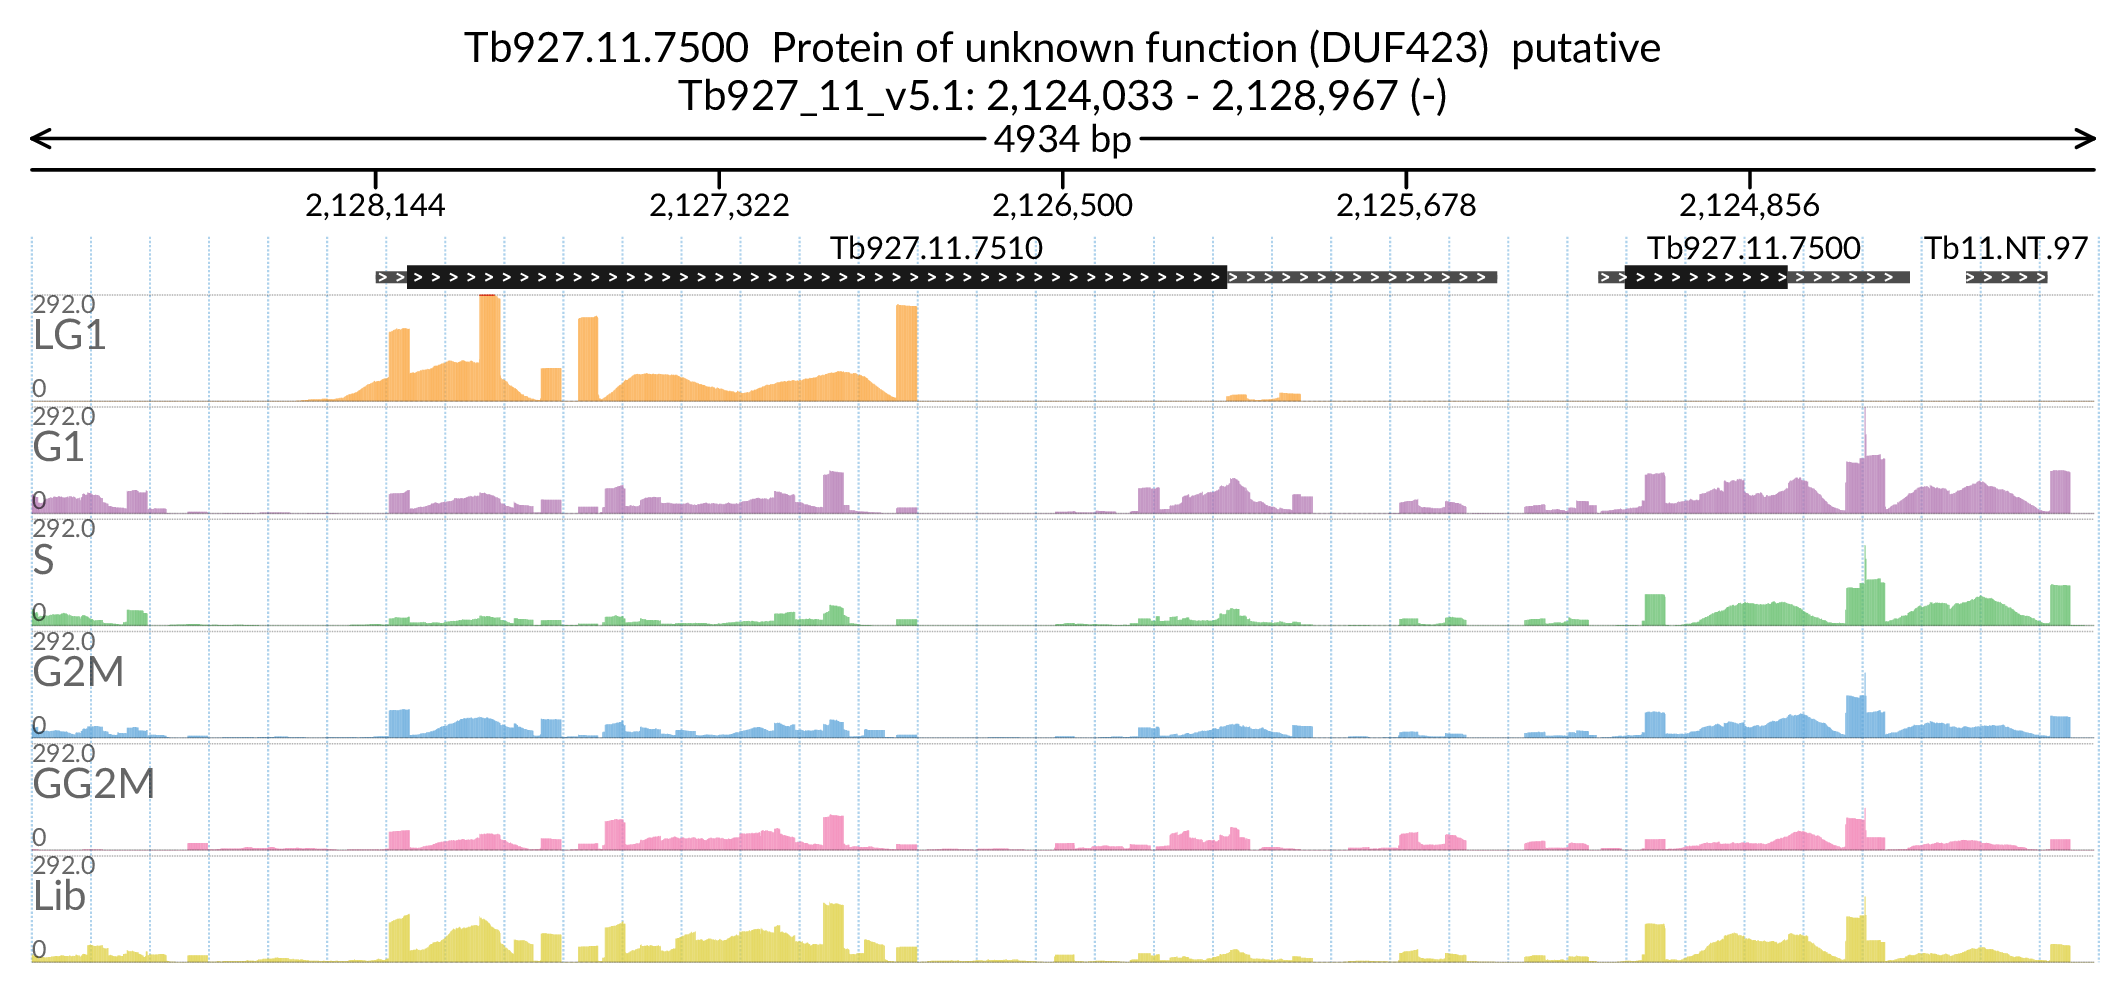 Tb927.11.7500 Protein of unknown function (DUF423) putative
Tb927_11_v5.1: 2,124,033 - 2,128,967 (-)
4934 bp
2,128,144 2,127,322 2,126,500 2,125,678 2,124,856
Tb927.11.7510 Tb927.11.7500 Tb11.NT.97
292.0
LG1
0
292.0
G1
0
292.0
S
0
292.0
G2M
0
292.0
GG2M
0
292.0
Lib
0